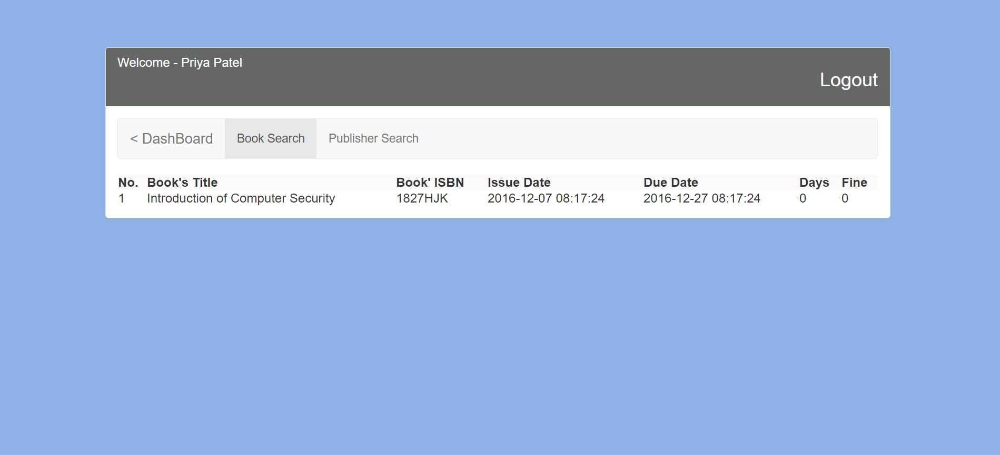 Welcome - Priya Patel
Logout
< DashBoard Book Search Publisher Search
No. Book's Title Book' ISBN Issue Date Due Date Days Fine
1 Introduction of Computer Security 1827HJK 2016-12-07 08:17:24 2016-12-27 08:17:24 0 0